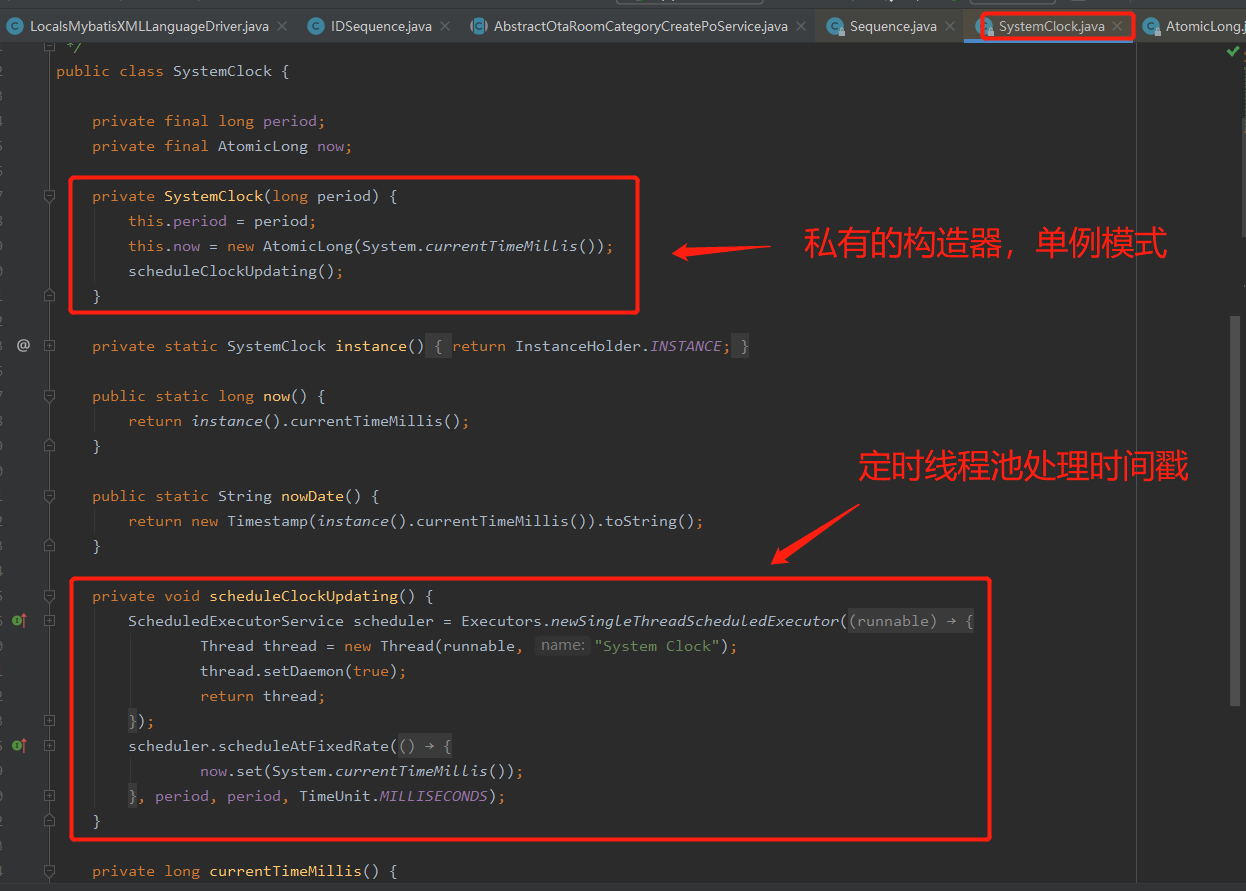 LocalsMybatisXMLLanguageDriver.java IDSequence.java AbstractOtaRoomCategoryCreatePoService.java Sequence.java SystemClock.java AtomicLong.j
*/
public class SystemClock {
private final long period;
private final AtomicLong now;
private SystemClock(long period) {
this.period = period;
this.now = new AtomicLong(System.currentTimeMillis());
scheduleClockUpdating();
}
私有的构造器，单例模式
private static SystemClock instance() { return InstanceHolder.INSTANCE; }
public static long now() {
return instance().currentTimeMillis();
}
定时线程池处理时间戳
public static String nowDate() {
return new Timestamp(instance().currentTimeMillis()).toString();
}
private void scheduleClockUpdating() {
ScheduledExecutorService scheduler = Executors.newSingleThreadScheduledExecutor((runnable) → {
Thread thread = new Thread(runnable, name: "System Clock");
thread.setDaemon(true);
return thread;
});
scheduler.scheduleAtFixedRate(() → {
now.set(System.currentTimeMillis());
}, period, period, TimeUnit.MILLISECONDS);
}
private long currentTimeMillis() {